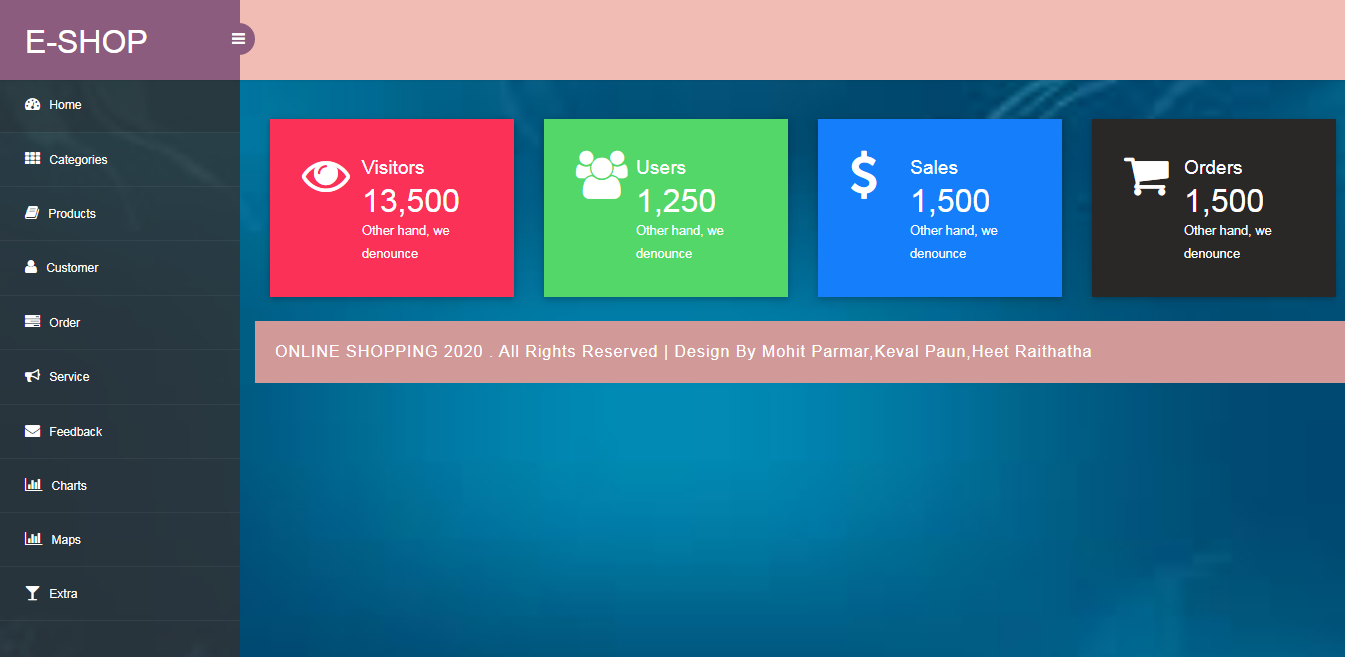 E-SHOP
Home
Categories
Products
Customer
Order
Service
Feedback
Charts
Maps
Extra
Visitors
13,500
Other hand, we
denounce
Users
1,250
Other hand, we
denounce
Sales
1,500
Other hand, we
denounce
Orders
1,500
Other hand, we
denounce
ONLINE SHOPPING 2020 . All Rights Reserved | Design By Mohit Parmar,Keval Paun,Heet Raithatha